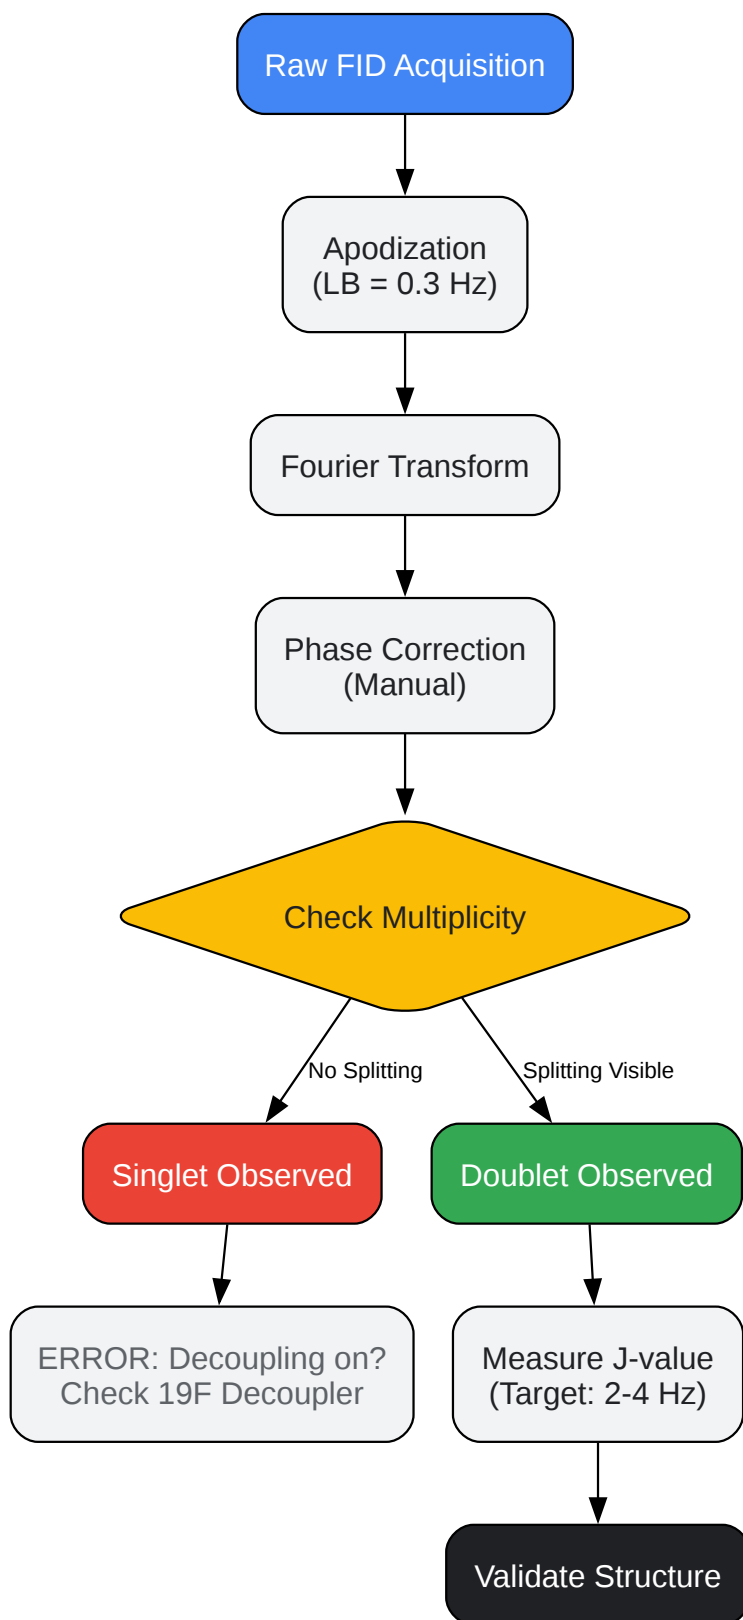 Raw FID Acquisition
Apodization
(LB = 0.3 Hz)
Fourier Transform
Phase Correction
(Manual)
Check Multiplicity
No Splitting
Splitting Visible
Singlet Observed
Doublet Observed
ERROR: Decoupling on?
Check 19F Decoupler
Measure J-value
(Target: 2-4 Hz)
Validate Structure